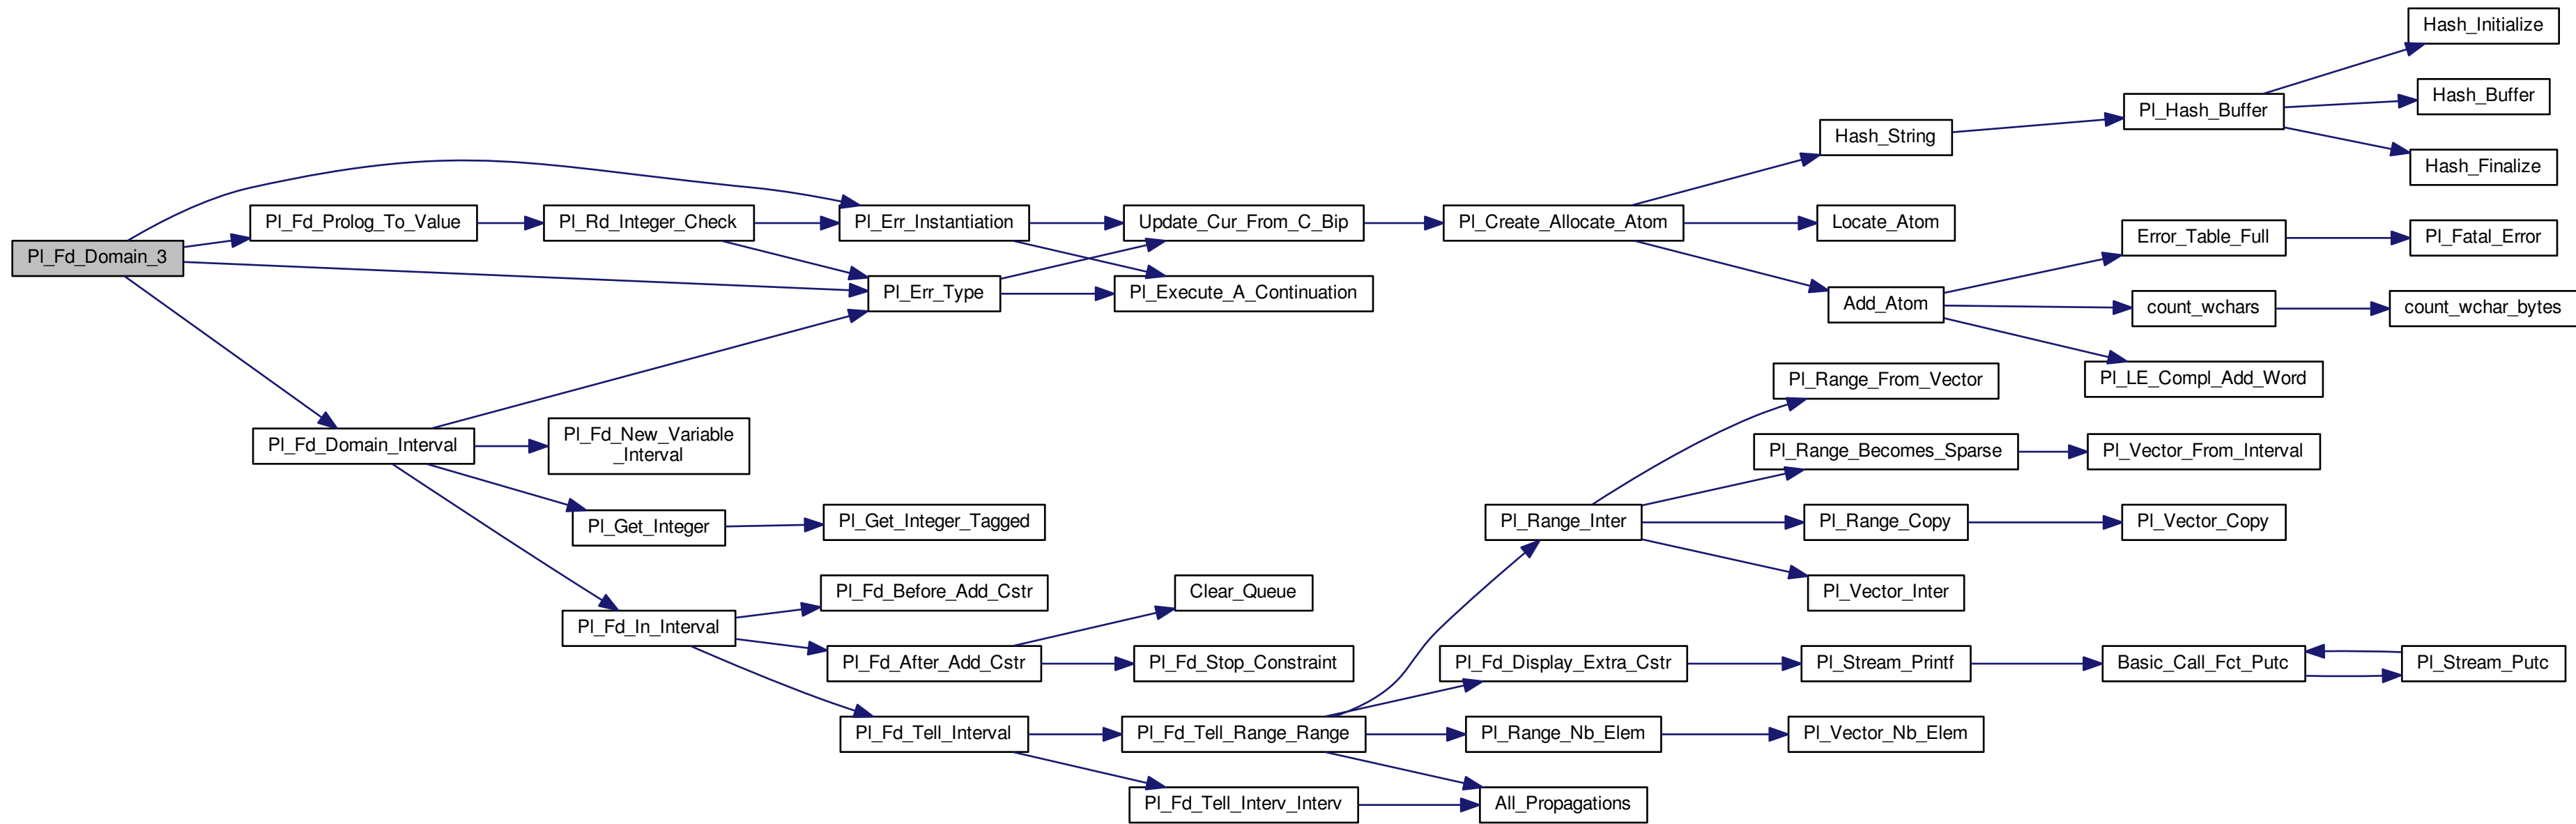 Pl_Fd_Domain_3
Pl_Fd_Prolog_To_Value
Pl_Fd_Domain_Interval
Pl_Rd_Integer_Check
Pl_Fd_New_Variable
_Interval
Pl_Get_Integer
Pl_Fd_In_Interval
Pl_Err_Instantiation
Pl_Err_Type
Pl_Get_Integer_Tagged
Pl_Fd_Before_Add_Cstr
Pl_Fd_After_Add_Cstr
Pl_Fd_Tell_Interval
Update_Cur_From_C_Bip
Pl_Execute_A_Continuation
Clear_Queue
Pl_Fd_Stop_Constraint
Pl_Fd_Tell_Range_Range
Pl_Fd_Tell_Interv_Interv
Pl_Create_Allocate_Atom
Pl_Range_Inter
Pl_Fd_Display_Extra_Cstr
Pl_Range_Nb_Elem
All_Propagations
Hash_String
Locate_Atom
Add_Atom
Pl_Range_From_Vector
Pl_Range_Becomes_Sparse
Pl_Range_Copy
Pl_Vector_Inter
Pl_Stream_Printf
Pl_Vector_Nb_Elem
Pl_Hash_Buffer
Error_Table_Full
count_wchars
Pl_LE_Compl_Add_Word
Pl_Vector_From_Interval
Pl_Vector_Copy
Basic_Call_Fct_Putc
Hash_Initialize
Hash_Buffer
Hash_Finalize
Pl_Fatal_Error
count_wchar_bytes
Pl_Stream_Putc